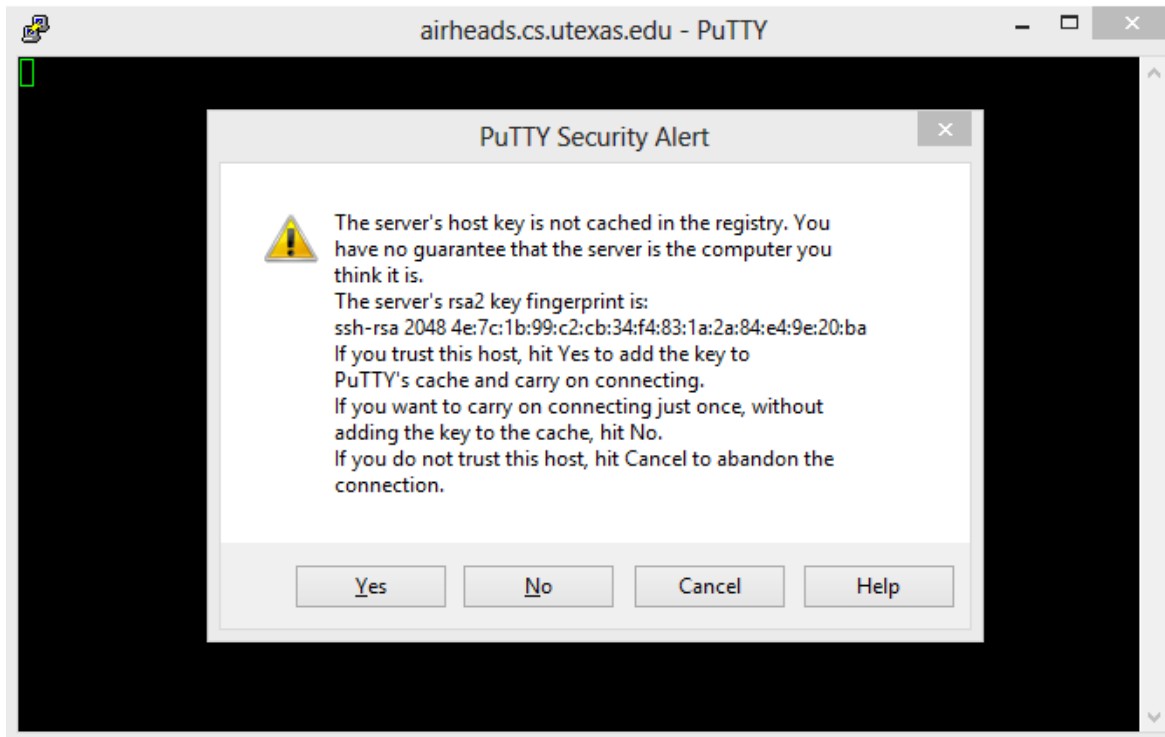 airheads.cs.utexas.edu - PuTTY
PuTTY Security Alert
The server's host key is not cached in the registry. You
have no guarantee that the server is the computer you
think it is.
The server's rsa2 key fingerprint is:
ssh-rsa 2048 4e:7c:1b:99:c2:cb:34:f4:83:1a:2a:84:e4:9e:20:ba
If you trust this host, hit Yes to add the key to
PuTTY's cache and carry on connecting.
If you want to carry on connecting just once, without
adding the key to the cache, hit No.
If you do not trust this host, hit Cancel to abandon the
connection.
Yes No Cancel Help